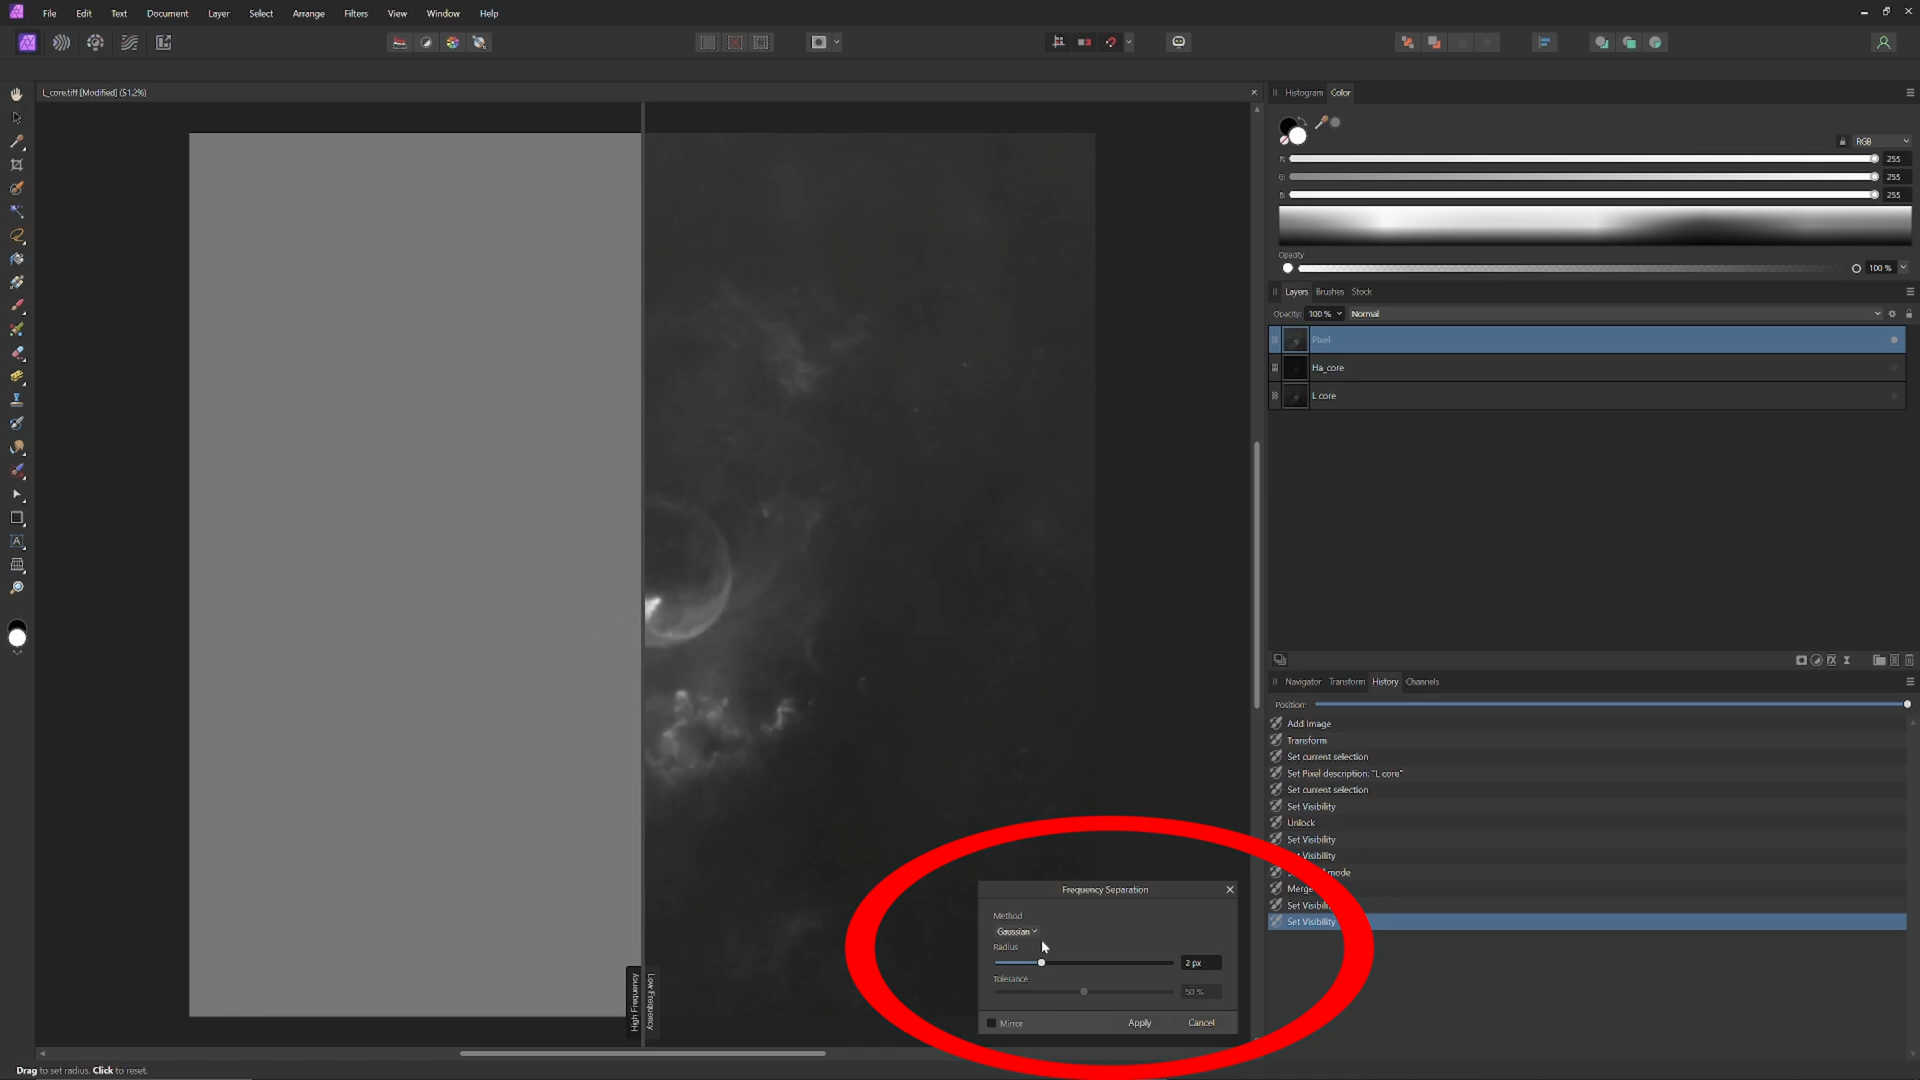 File Edit Text Document Layer Select Arrange Filters View Window Help
L_core.tiff [Modified] (51.2%)
Histogram Color
RGB
R: 255
G: 255
B: 255
Opacity
100 %
Layers Brushes Stock
Opacity: 100 % Normal
Pixel
Ha_core
L core
Navigator Transform History Channels
Position:
Add Image
Transform
Set current selection
Set Pixel description: "L core"
Set current selection
Set Visibility
Unlock
Set Visibility
Visibility
mode
Merge
Set Visibili
Set Visibility
High Frequency
Low Frequency
Frequency Separation
Method
Gaussian
Radius
2 px
Tolerance
50 %
Mirror Apply Cancel
Drag to set radius. Click to reset.